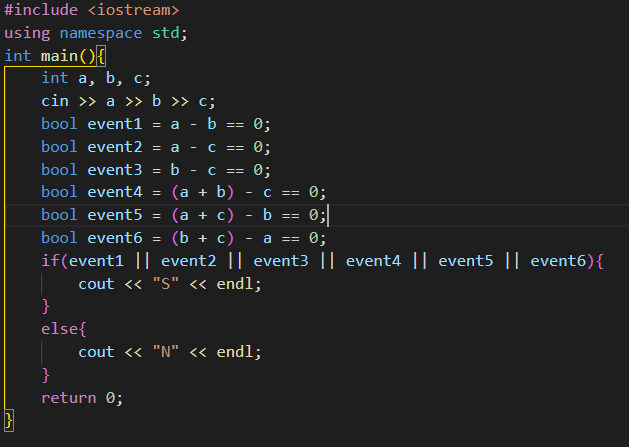 #include <iostream>
using namespace std;
int main(){
    int a, b, c;
    cin >> a >> b >> c;
    bool event1 = a - b == 0;
    bool event2 = a - c == 0;
    bool event3 = b - c == 0;
    bool event4 = (a + b) - c == 0;
    bool event5 = (a + c) - b == 0;
    bool event6 = (b + c) - a == 0;
    if(event1 || event2 || event3 || event4 || event5 || event6){
        cout << "S" << endl;
    }
    else{
        cout << "N" << endl;
    }
    return 0;
}